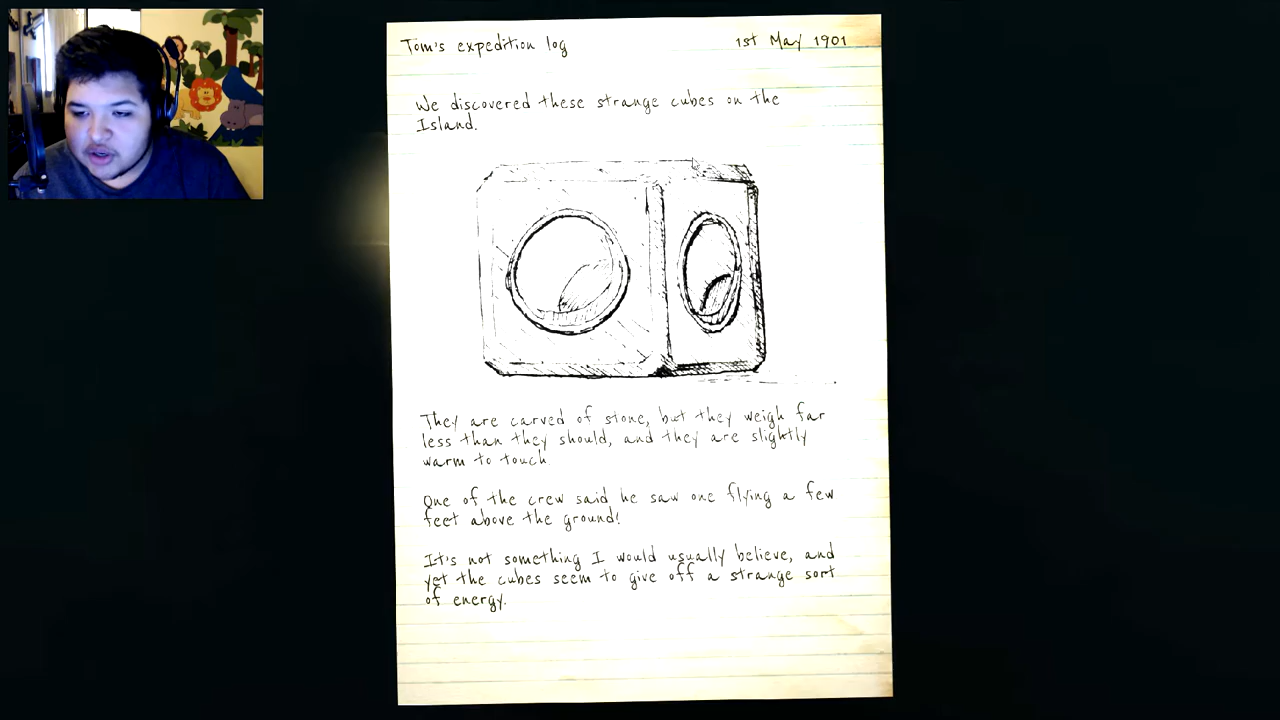 Tom's expedition log
1st May 1901
We discovered these strange cubes on the
Island.
They are carved of stone, but they weigh far
less than they should, and they are slightly
warm to touch.
One of the crew said he saw one flying a few
feet above the ground!
It's not something I would usually believe, and
yet the cubes seem to give off a strange sort
of energy.